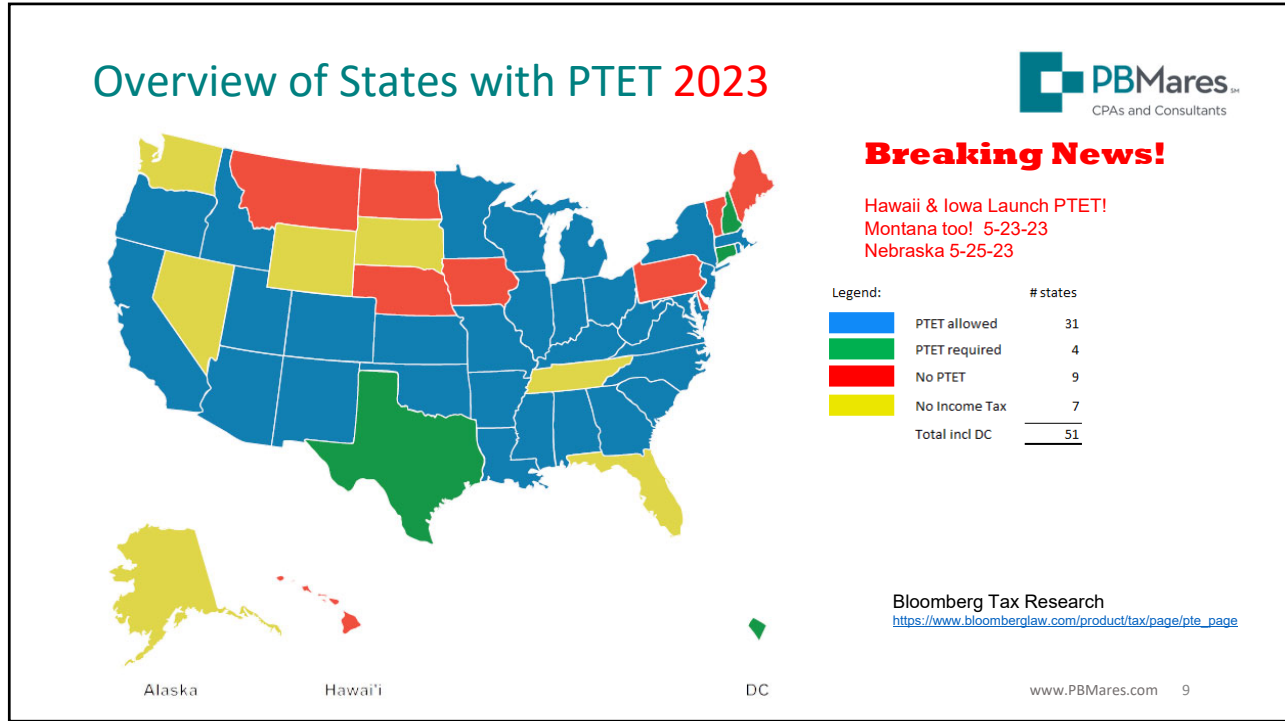 Overview of States with PTET 2023
PBMares SM
CPAs and Consultants
Breaking News!
Hawaii & Iowa Launch PTET!
Montana too!  5-23-23
Nebraska 5-25-23
Legend: # states
PTET allowed 31
PTET required 4
No PTET 9
No Income Tax 7
Total incl DC 51
Bloomberg Tax Research
https://www.bloomberglaw.com/product/tax/page/pte_page
Alaska Hawai'i DC
www.PBMares.com 9